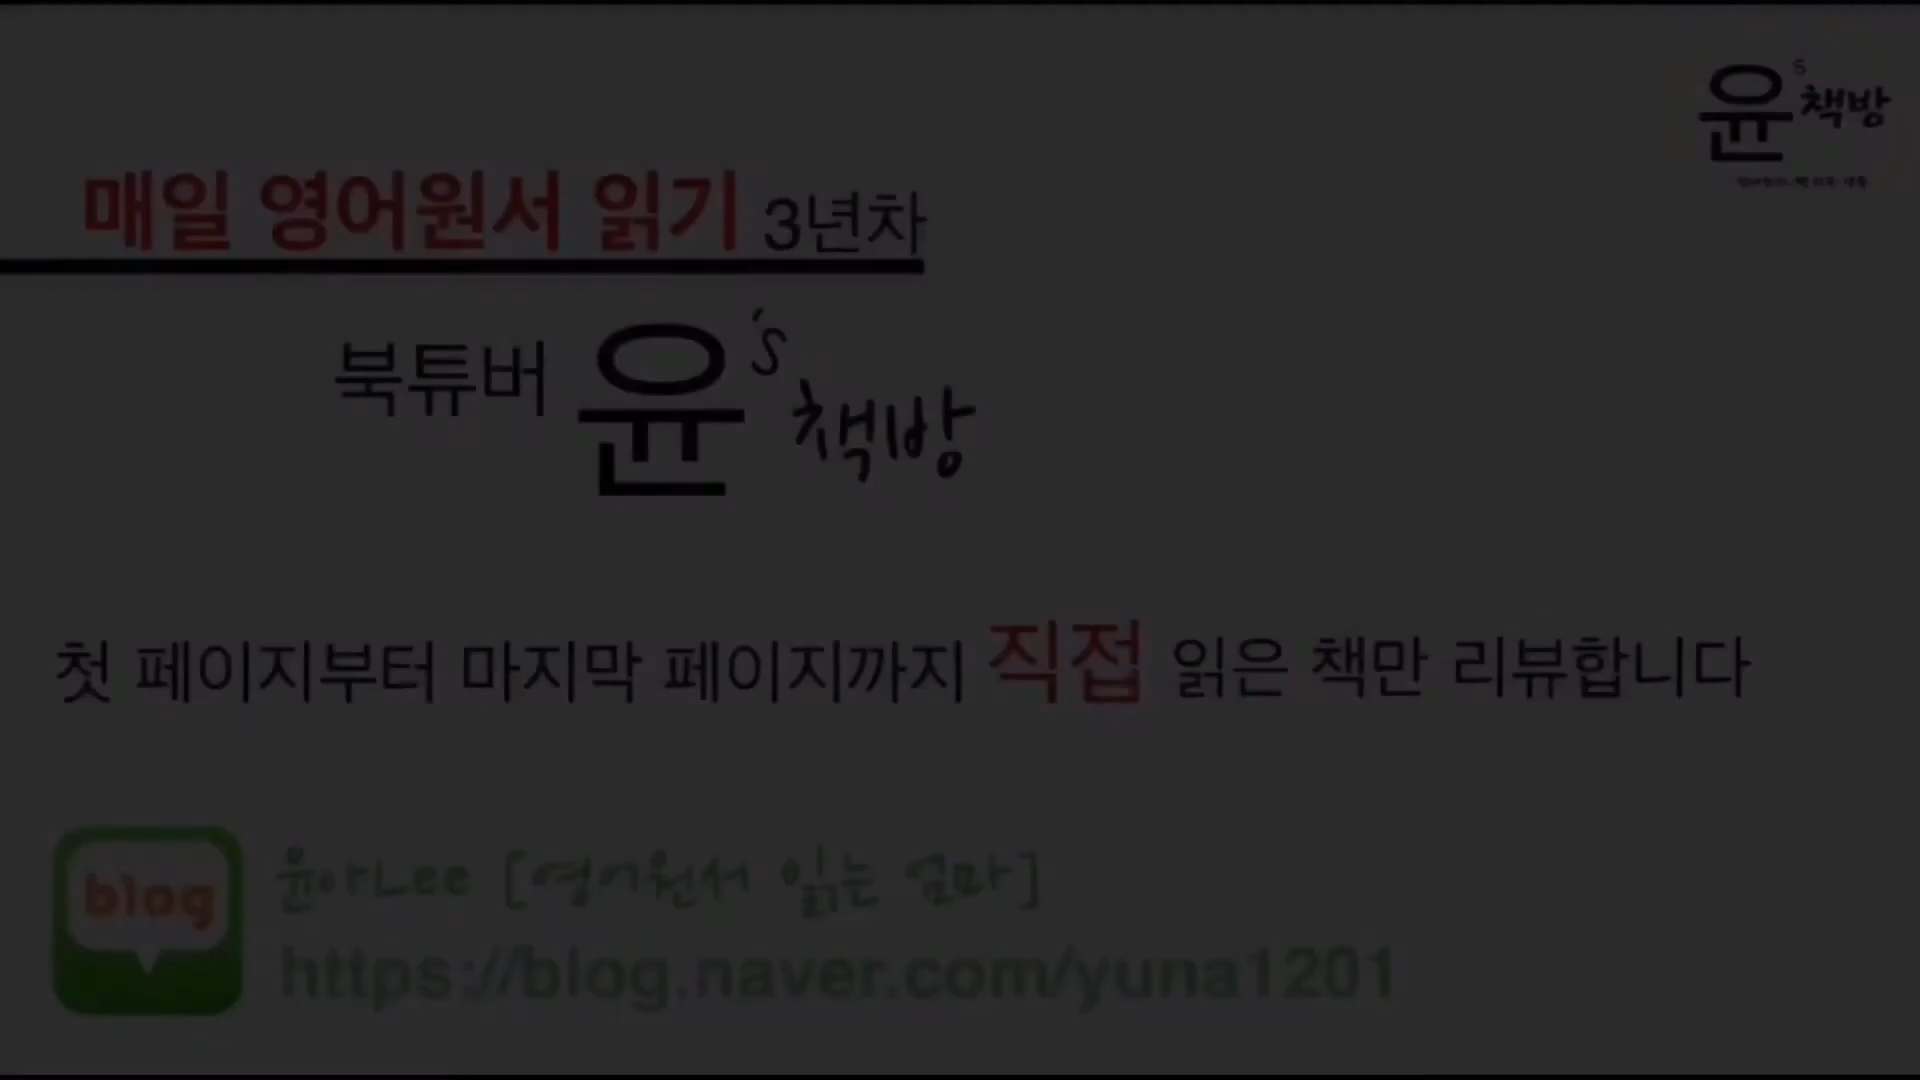 윤's 책방
매일 영어원서 읽기 3년차
북튜버 윤's 책방
첫 페이지부터 마지막 페이지까지 직접 읽은 책만 리뷰합니다
blog
윤아Lee [영어원서 읽는 엄마]
https://blog.naver.com/yuna1201